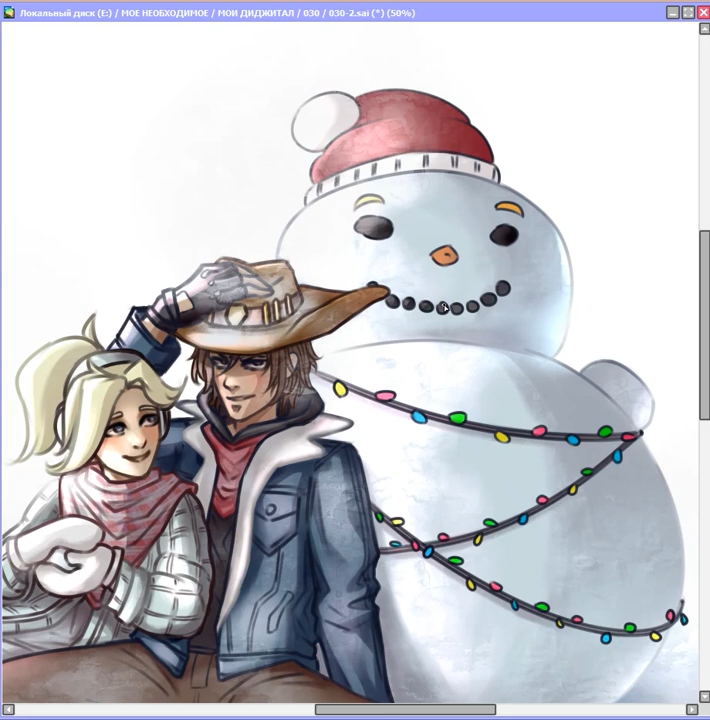 Локальный диск (E:) / МОЕ НЕОБХОДИМОЕ / МОИ ДИДЖИТАЛ / 030 / 030-2.sai (*) (50%)